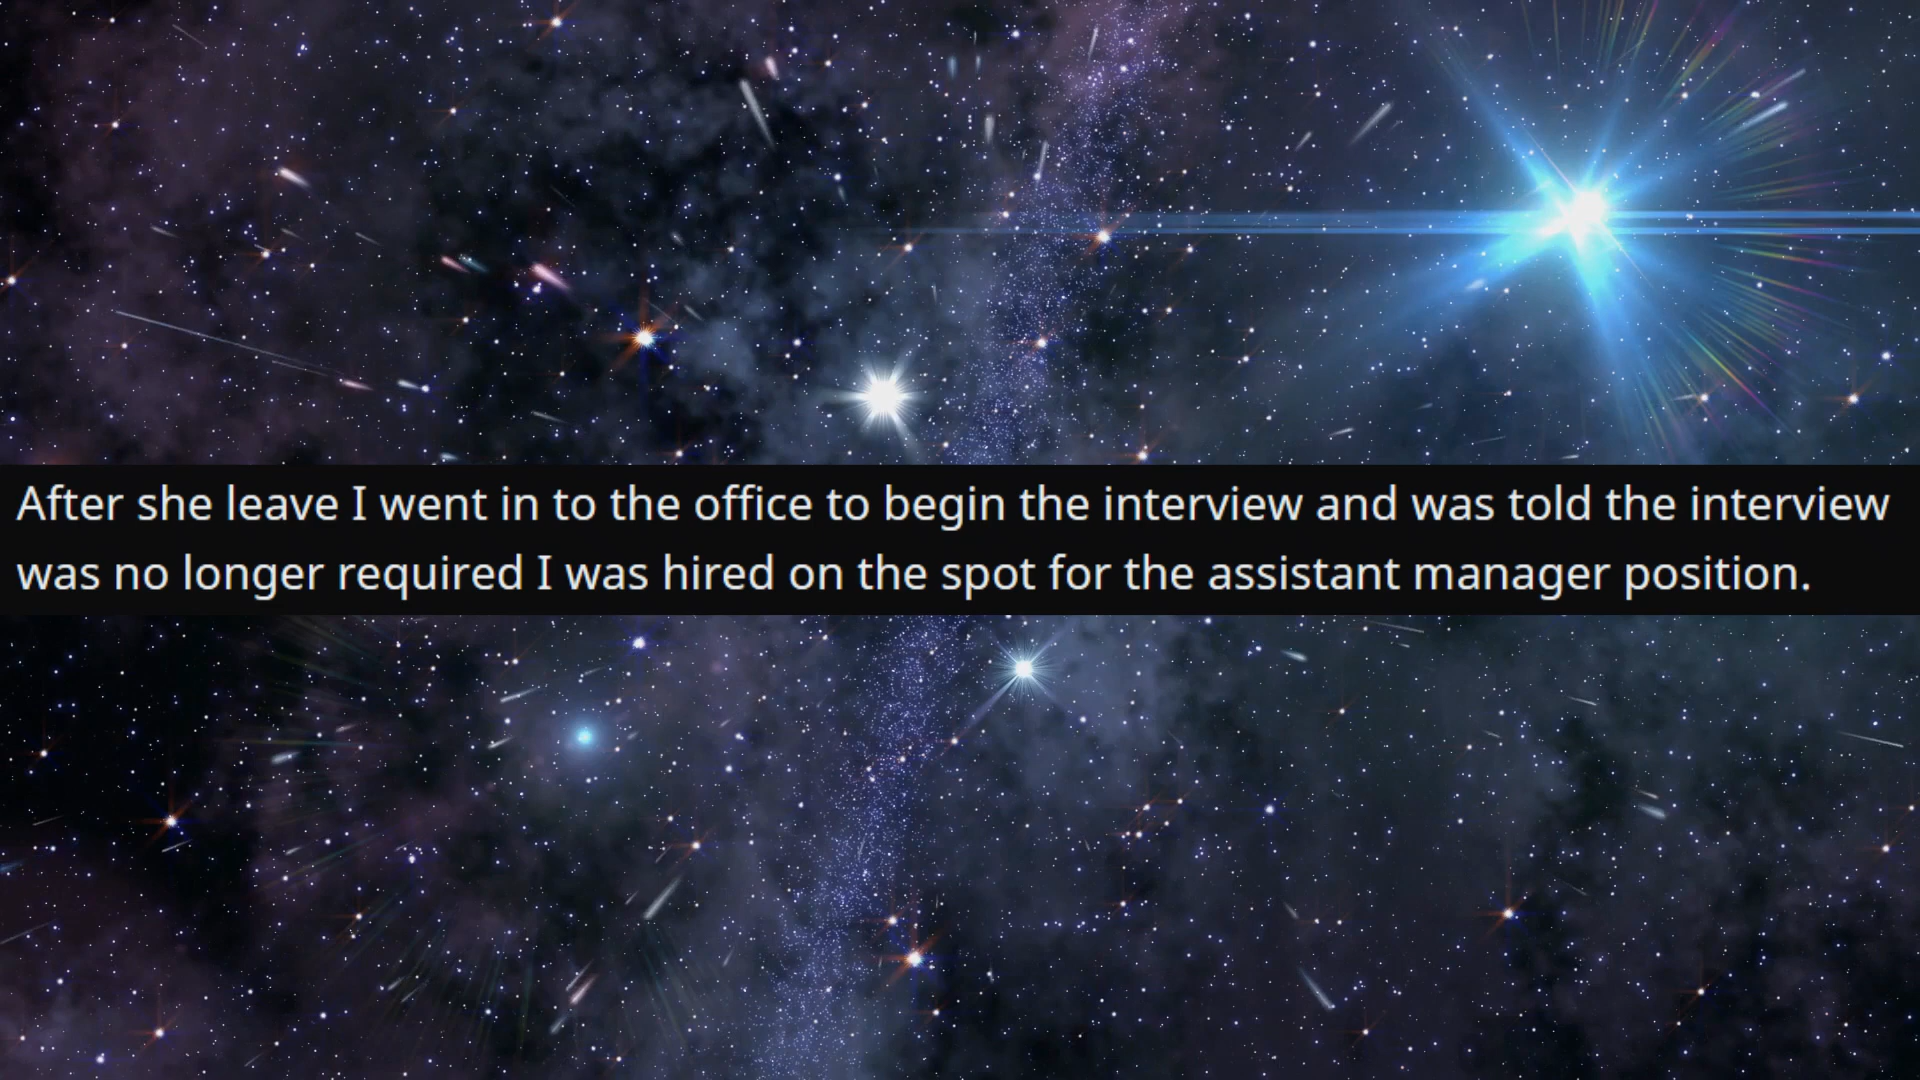 After she leave I went in to the office to begin the interview and was told the interview
was no longer required I was hired on the spot for the assistant manager position.